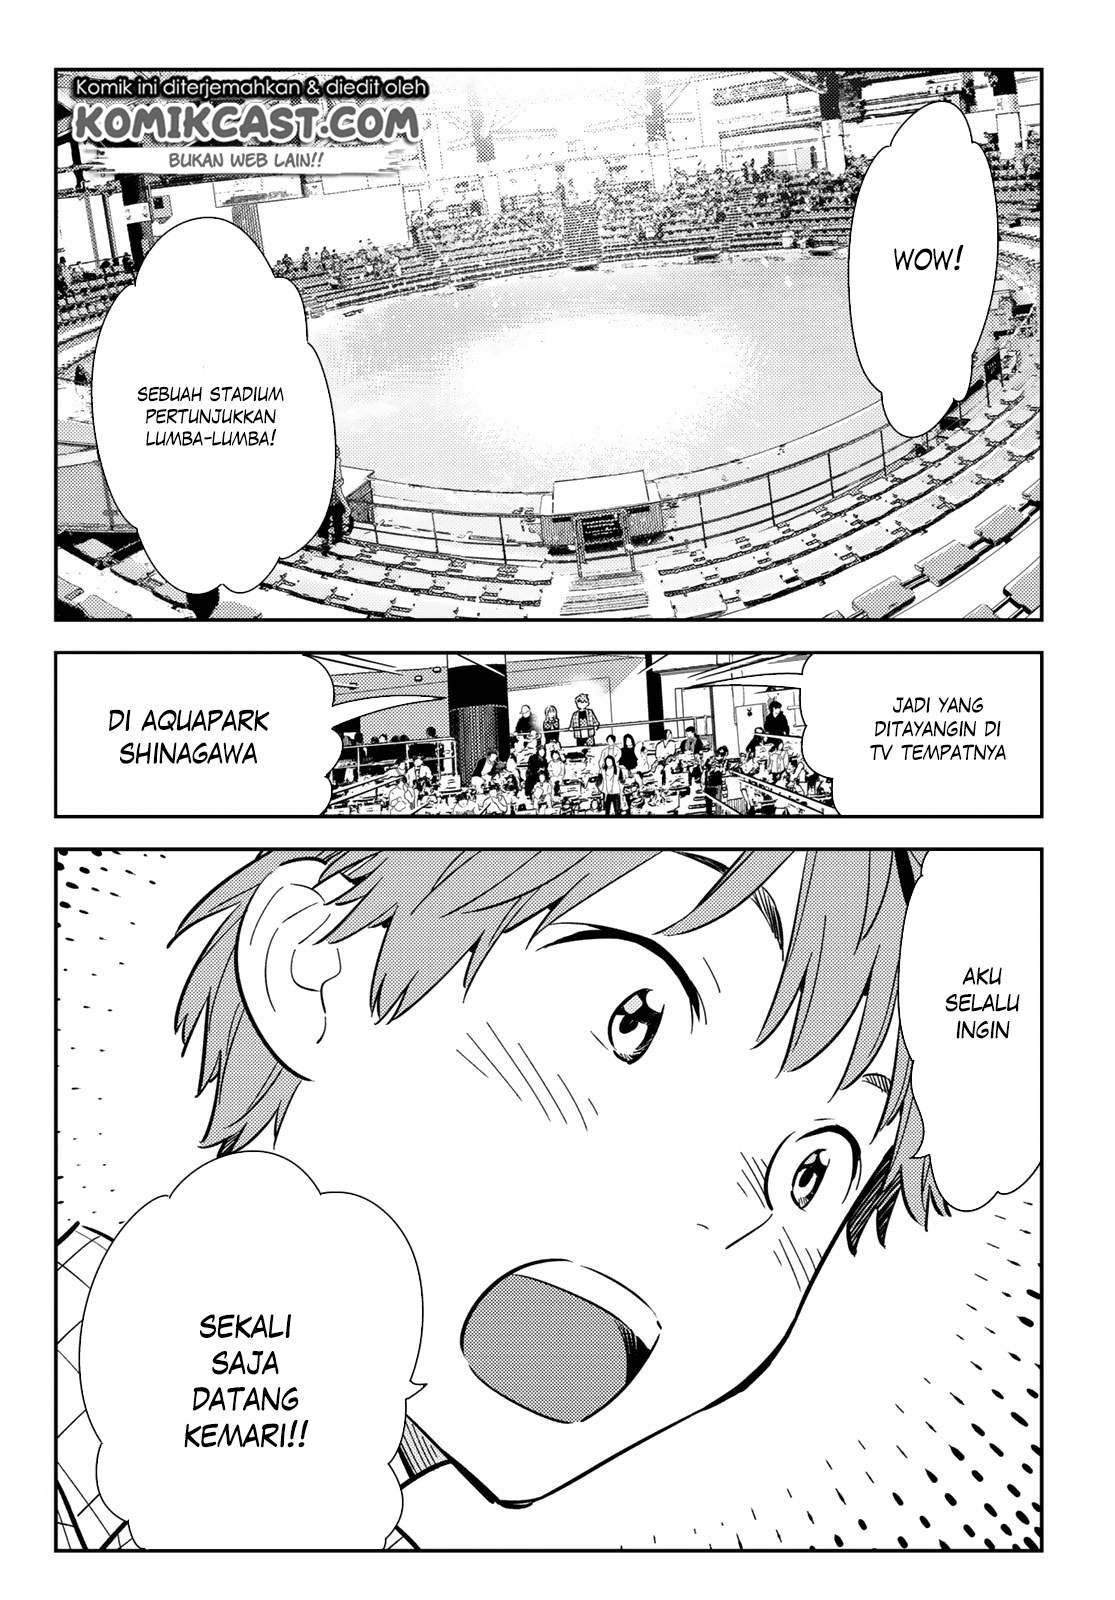 Komik ini diterjemahkan & diedit oleh
KOMIKCAST.COM
BUKAN WEB LAIN!!
WOW!
SEBUAH STADIUM
PERTUNJUKKAN
LUMBA-LUMBA!
JADI YANG
DITAYANGIN DI
TV TEMPATNYA
DI AQUAPARK
SHINAGAWA
AKU
SELALU
INGIN
SEKALI
SAJA
DATANG
KEMARI!!